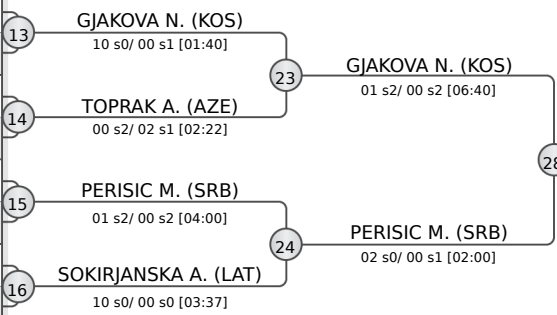 13
GJAKOVA N. (KOS)
10 s0/ 00 s1 [01:40]
23
GJAKOVA N. (KOS)
01 s2/ 00 s2 [06:40]
14
TOPRAK A. (AZE)
00 s2/ 02 s1 [02:22]
28
15
PERISIC M. (SRB)
01 s2/ 00 s2 [04:00]
24
PERISIC M. (SRB)
02 s0/ 00 s1 [02:00]
16
SOKIRJANSKA A. (LAT)
10 s0/ 00 s0 [03:37]